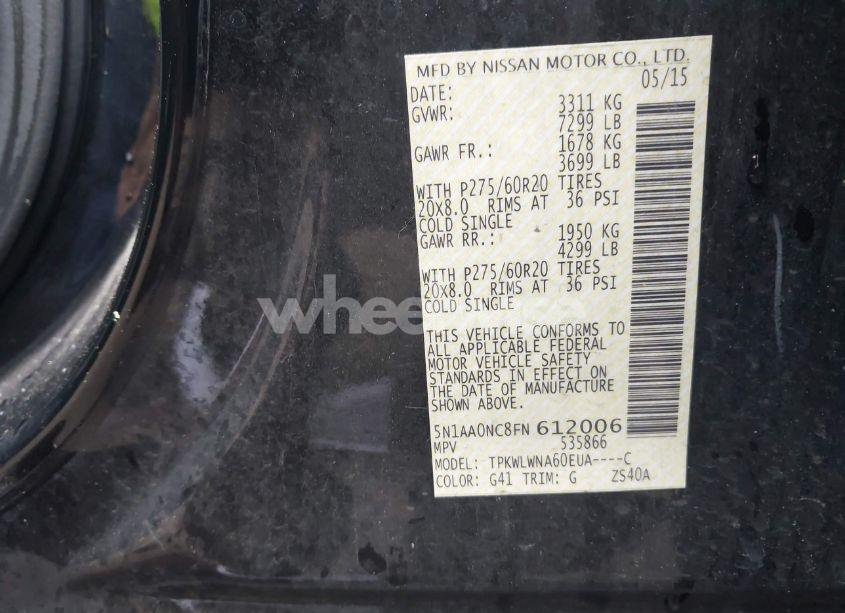 MFD BY NISSAN MOTOR CO., LTD.
DATE: 05/15
GVWR: 3311 KG
7299 LB
GAWR FR.: 1678 KG
3699 LB
WITH P275/60R20 TIRES
20X8.0 RIMS AT 36 PSI
COLD SINGLE
GAWR RR.: 1950 KG
4299 LB
WITH P275/60R20 TIRES
20X8.0 RIMS AT 36 PSI
COLD SINGLE
THIS VEHICLE CONFORMS TO
ALL APPLICABLE FEDERAL
MOTOR VEHICLE SAFETY
STANDARDS IN EFFECT ON
THE DATE OF MANUFACTURE
SHOWN ABOVE.
5N1AA0NC8FN 612006
MPV 535866
MODEL: TPKWLWNA60EUA----C
COLOR: G41 TRIM: G ZS40A